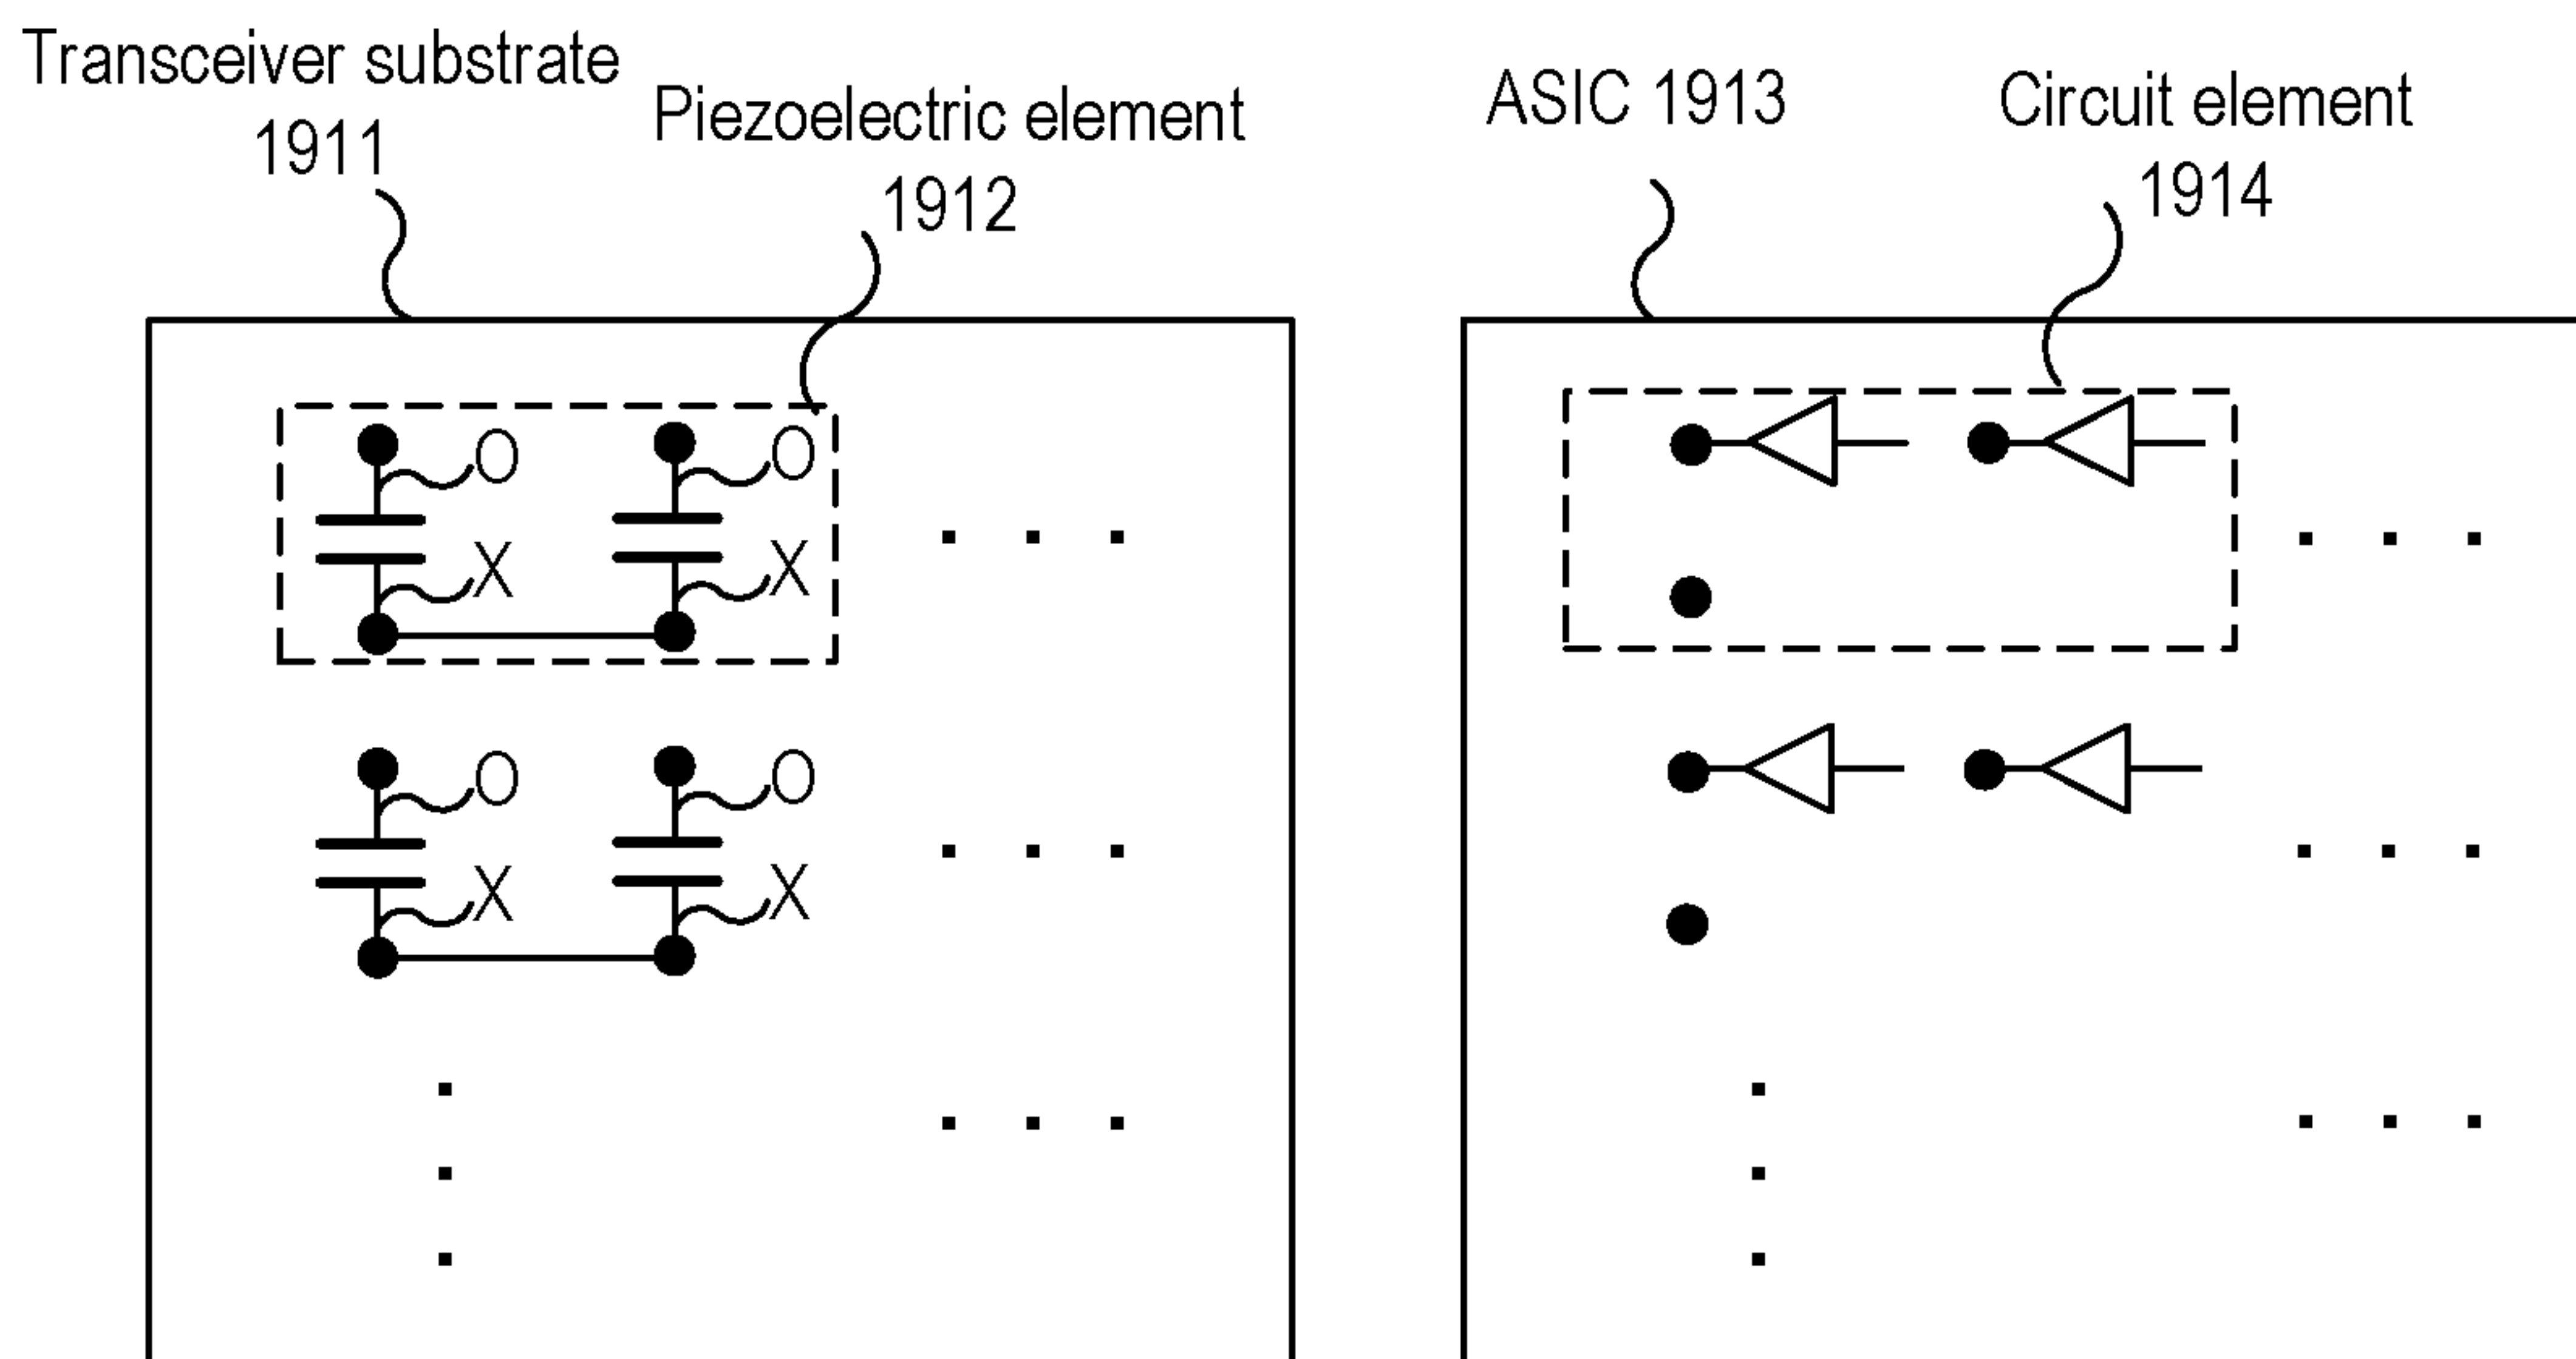 Transceiver substrate
1911
Piezoelectric element
1912
ASIC 1913
Circuit element
1914
O O
X X
O O
X X